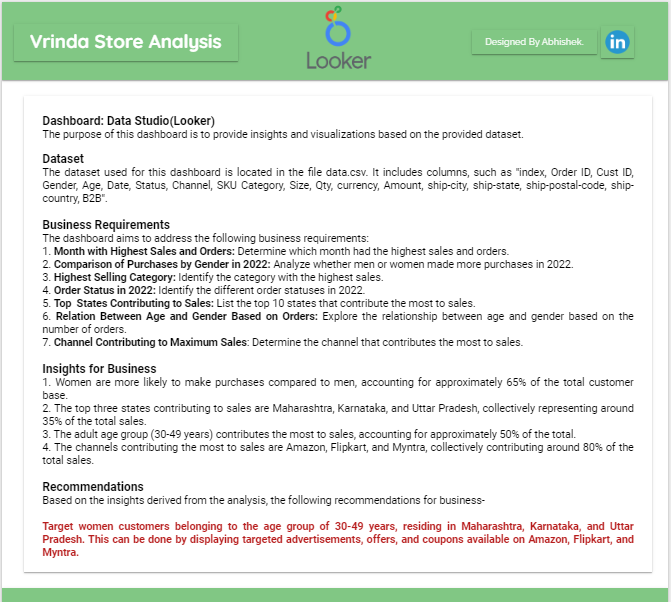 Vrinda Store Analysis
Looker
Designed By Abhishek.
in
Dashboard: Data Studio(Looker)
The purpose of this dashboard is to provide insights and visualizations based on the provided dataset.
Dataset
The dataset used for this dashboard is located in the file data.csv. It includes columns, such as "index, Order ID, Cust ID,
Gender, Age, Date, Status, Channel, SKU Category, Size, Qty, currency, Amount, ship-city, ship-state, ship-postal-code, ship-
country, B2B".
Business Requirements
The dashboard aims to address the following business requirements:
1. Month with Highest Sales and Orders: Determine which month had the highest sales and orders.
2. Comparison of Purchases by Gender in 2022: Analyze whether men or women made more purchases in 2022.
3. Highest Selling Category: Identify the category with the highest sales.
4. Order Status in 2022: Identify the different order statuses in 2022.
5. Top States Contributing to Sales: List the top 10 states that contribute the most to sales.
6. Relation Between Age and Gender Based on Orders: Explore the relationship between age and gender based on the
number of orders.
7. Channel Contributing to Maximum Sales: Determine the channel that contributes the most to sales.
Insights for Business
1. Women are more likely to make purchases compared to men, accounting for approximately 65% of the total customer
base.
2. The top three states contributing to sales are Maharashtra, Karnataka, and Uttar Pradesh, collectively representing around
35% of the total sales.
3. The adult age group (30-49 years) contributes the most to sales, accounting for approximately 50% of the total.
4. The channels contributing the most to sales are Amazon, Flipkart, and Myntra, collectively contributing around 80% of the
total sales.
Recommendations
Based on the insights derived from the analysis, the following recommendations for business-
Target women customers belonging to the age group of 30-49 years, residing in Maharashtra, Karnataka, and Uttar
Pradesh. This can be done by displaying targeted advertisements, offers, and coupons available on Amazon, Flipkart, and
Myntra.